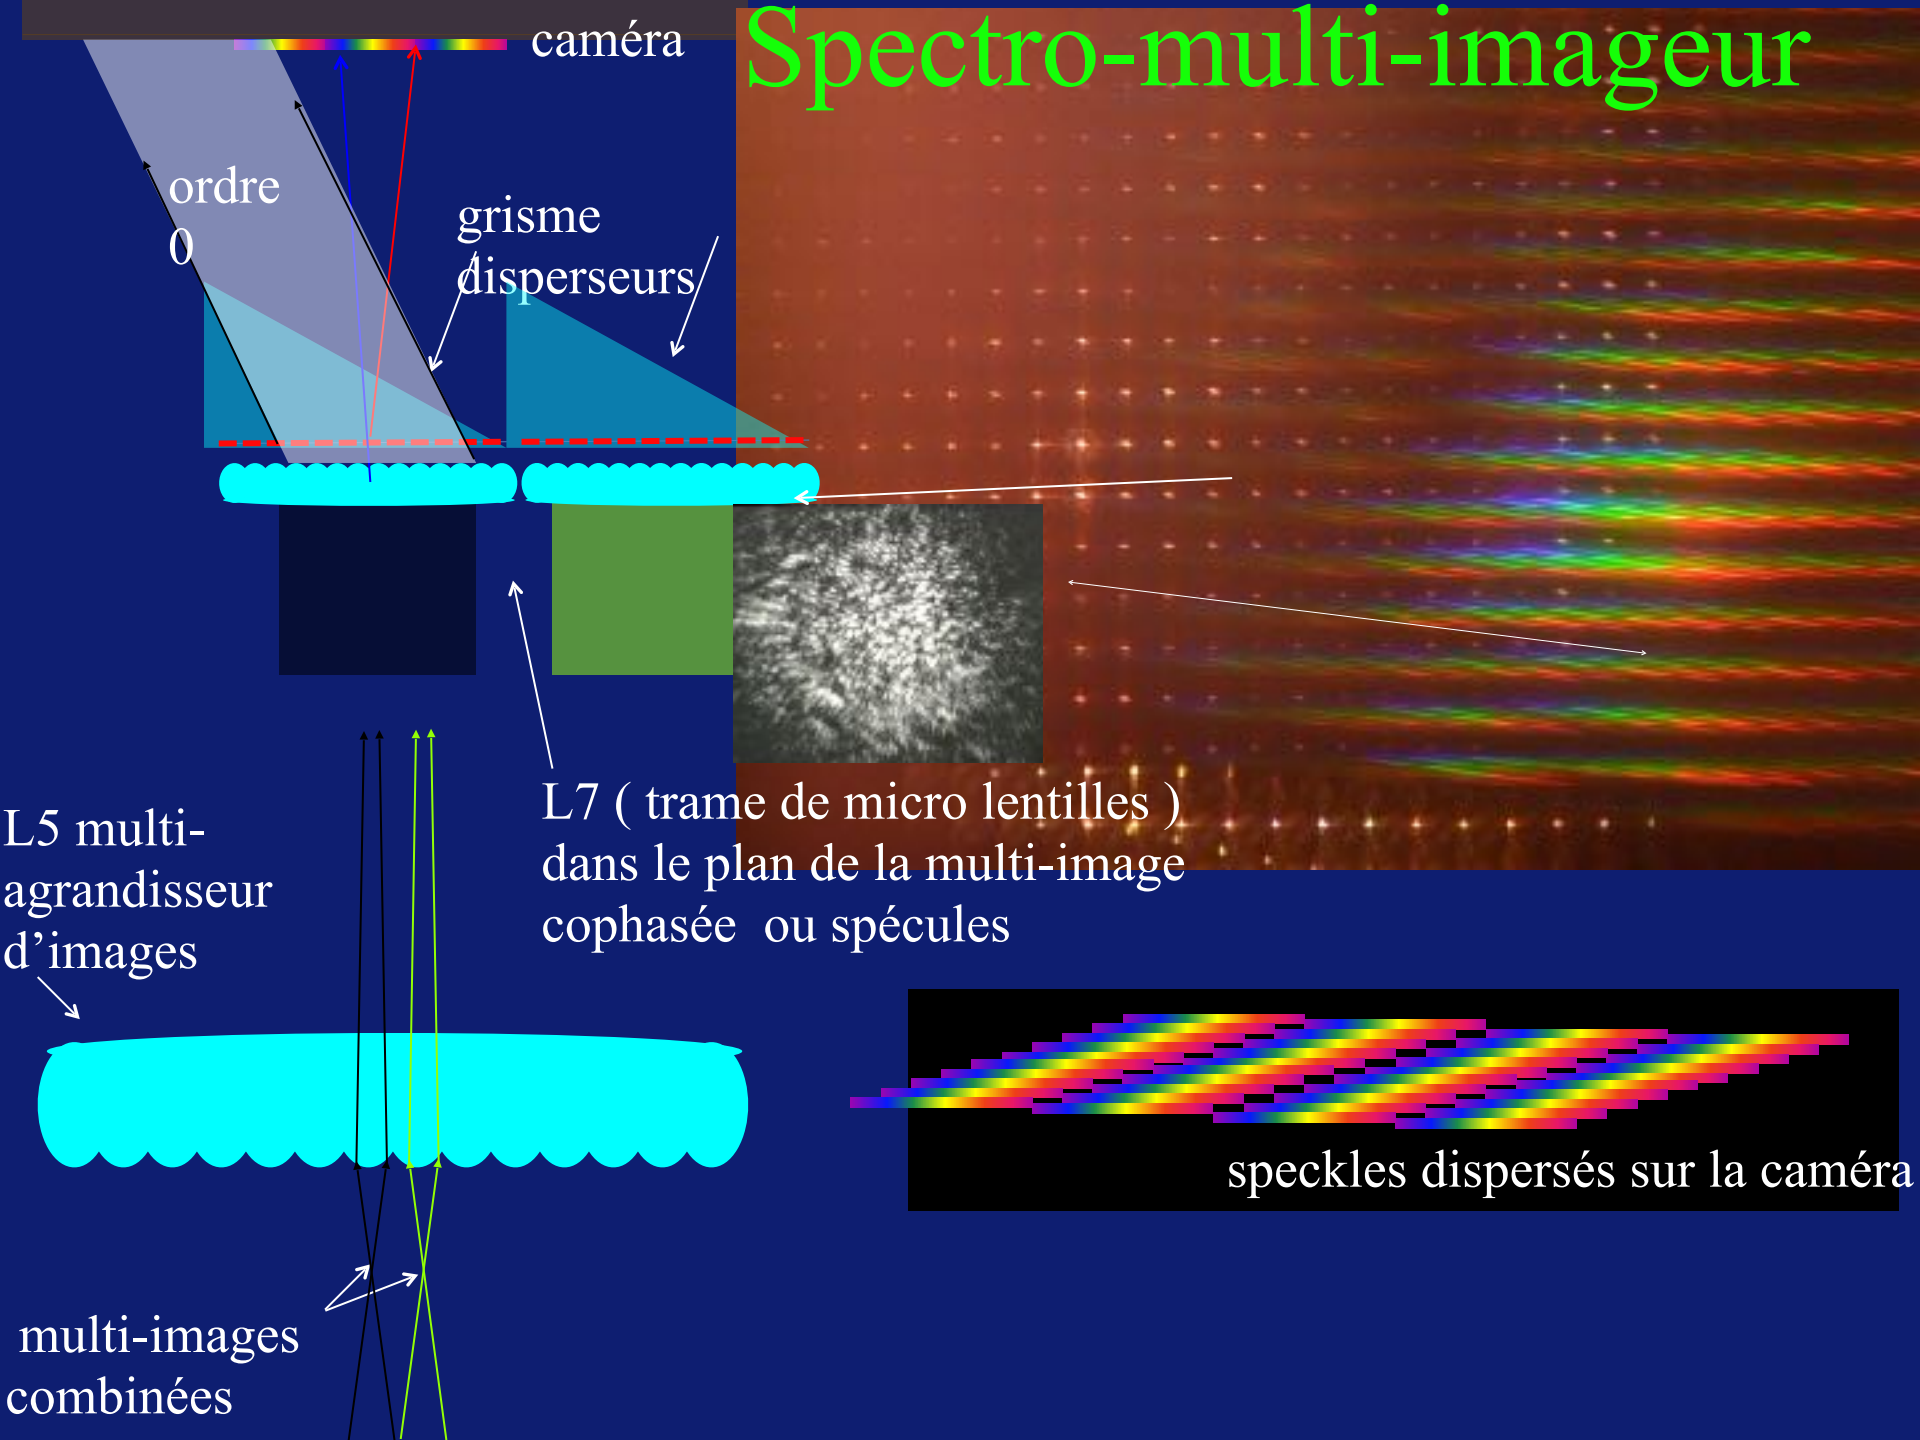 Spectro-multi-imageur
caméra
ordre
0
grisme
disperseurs
L7 ( trame de micro lentilles )
dans le plan de la multi-image
cophasée ou spécules
L5 multi-
agrandisseur
d’images
speckles dispersés sur la caméra
multi-images
combinées